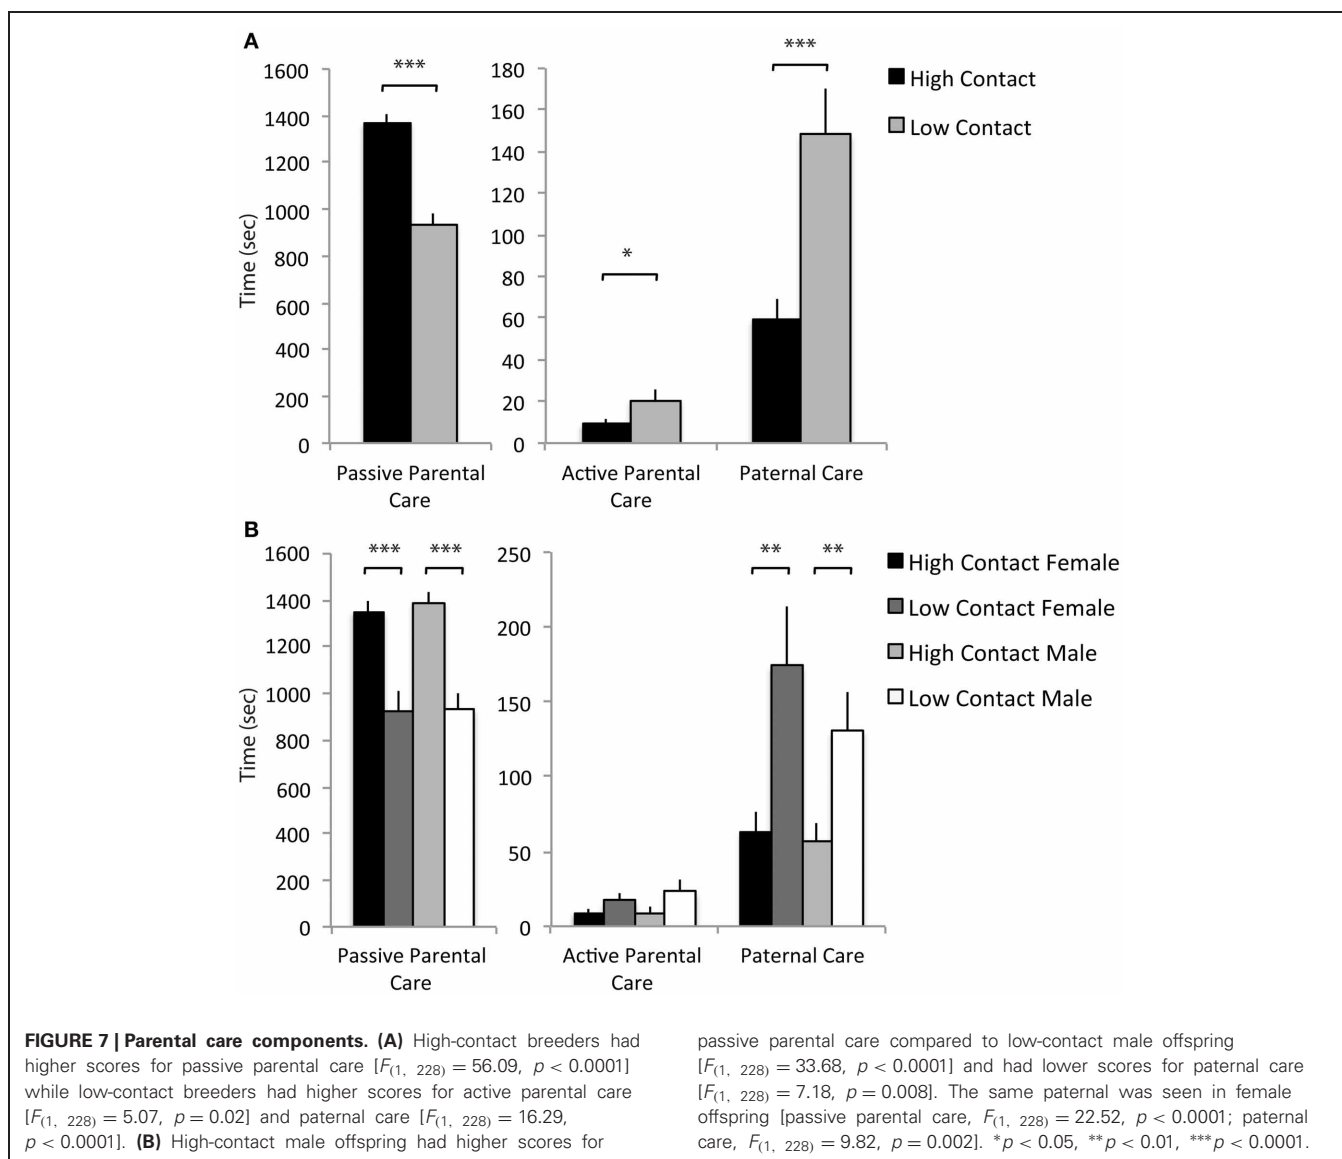 A
1600
1400
1200
1000
800
600
400
200
0
Time (sec)
***
Passive Parental
Care
180
160
140
120
100
80
60
40
20
0
*
***
Active Parental
Care
Paternal Care
High Contact
Low Contact
B
1600
1400
1200
1000
800
600
400
200
0
Time (sec)
*** ***
Passive Parental
Care
250
200
150
100
50
0
** **
Active Parental
Care
Paternal Care
High Contact Female
Low Contact Female
High Contact Male
Low Contact Male
FIGURE 7 | Parental care components. (A) High-contact breeders had
higher scores for passive parental care [F(1, 228) = 56.09, p < 0.0001]
while low-contact breeders had higher scores for active parental care
[F(1, 228) = 5.07, p = 0.02] and paternal care [F(1, 228) = 16.29,
p < 0.0001]. (B) High-contact male offspring had higher scores for
passive parental care compared to low-contact male offspring
[F(1, 228) = 33.68, p < 0.0001] and had lower scores for paternal care
[F(1, 228) = 7.18, p = 0.008]. The same paternal was seen in female
offspring [passive parental care, F(1, 228) = 22.52, p < 0.0001; paternal
care, F(1, 228) = 9.82, p = 0.002]. *p < 0.05, **p < 0.01, ***p < 0.0001.